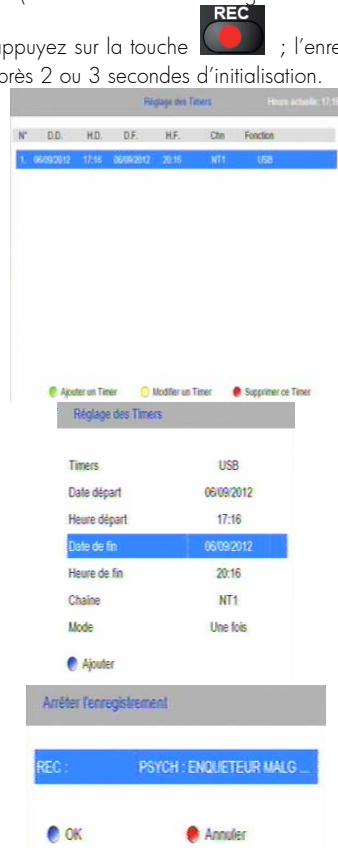 REC
appuyez sur la touche ; l'enre
près 2 ou 3 secondes d'initialisation.
Réglage des Timers Heure actuelle: 17:16
N° D.D. H.D. D.F. H.F. Chn Fonction
1. 06/09/2012 17:16 06/09/2012 20:16 NT1 USB
Ajouter un Timer Modifier un Timer Supprimer ce Timer
Réglage des Timers
Timers USB
Date départ 06/09/2012
Heure départ 17:16
Date de fin 06/09/2012
Heure de fin 20:16
Chaîne NT1
Mode Une fois
Ajouter
Arrêter l'enregistrement
REC : PSYCH : ENQUETEUR MALG ...
OK Annuler